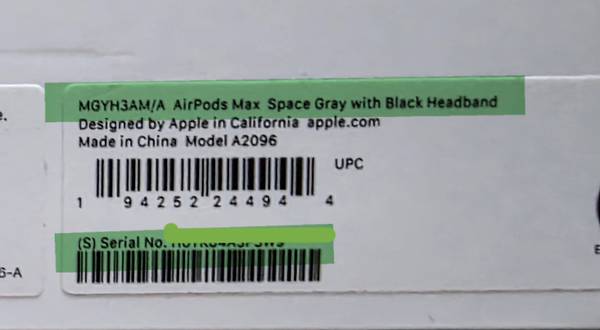 MGYH3AM/A AirPods Max Space Gray with Black Headband
Designed by Apple in California apple.com
Made in China Model A2096
UPC
1 94252 24494 4
(S) Serial No.
6-A